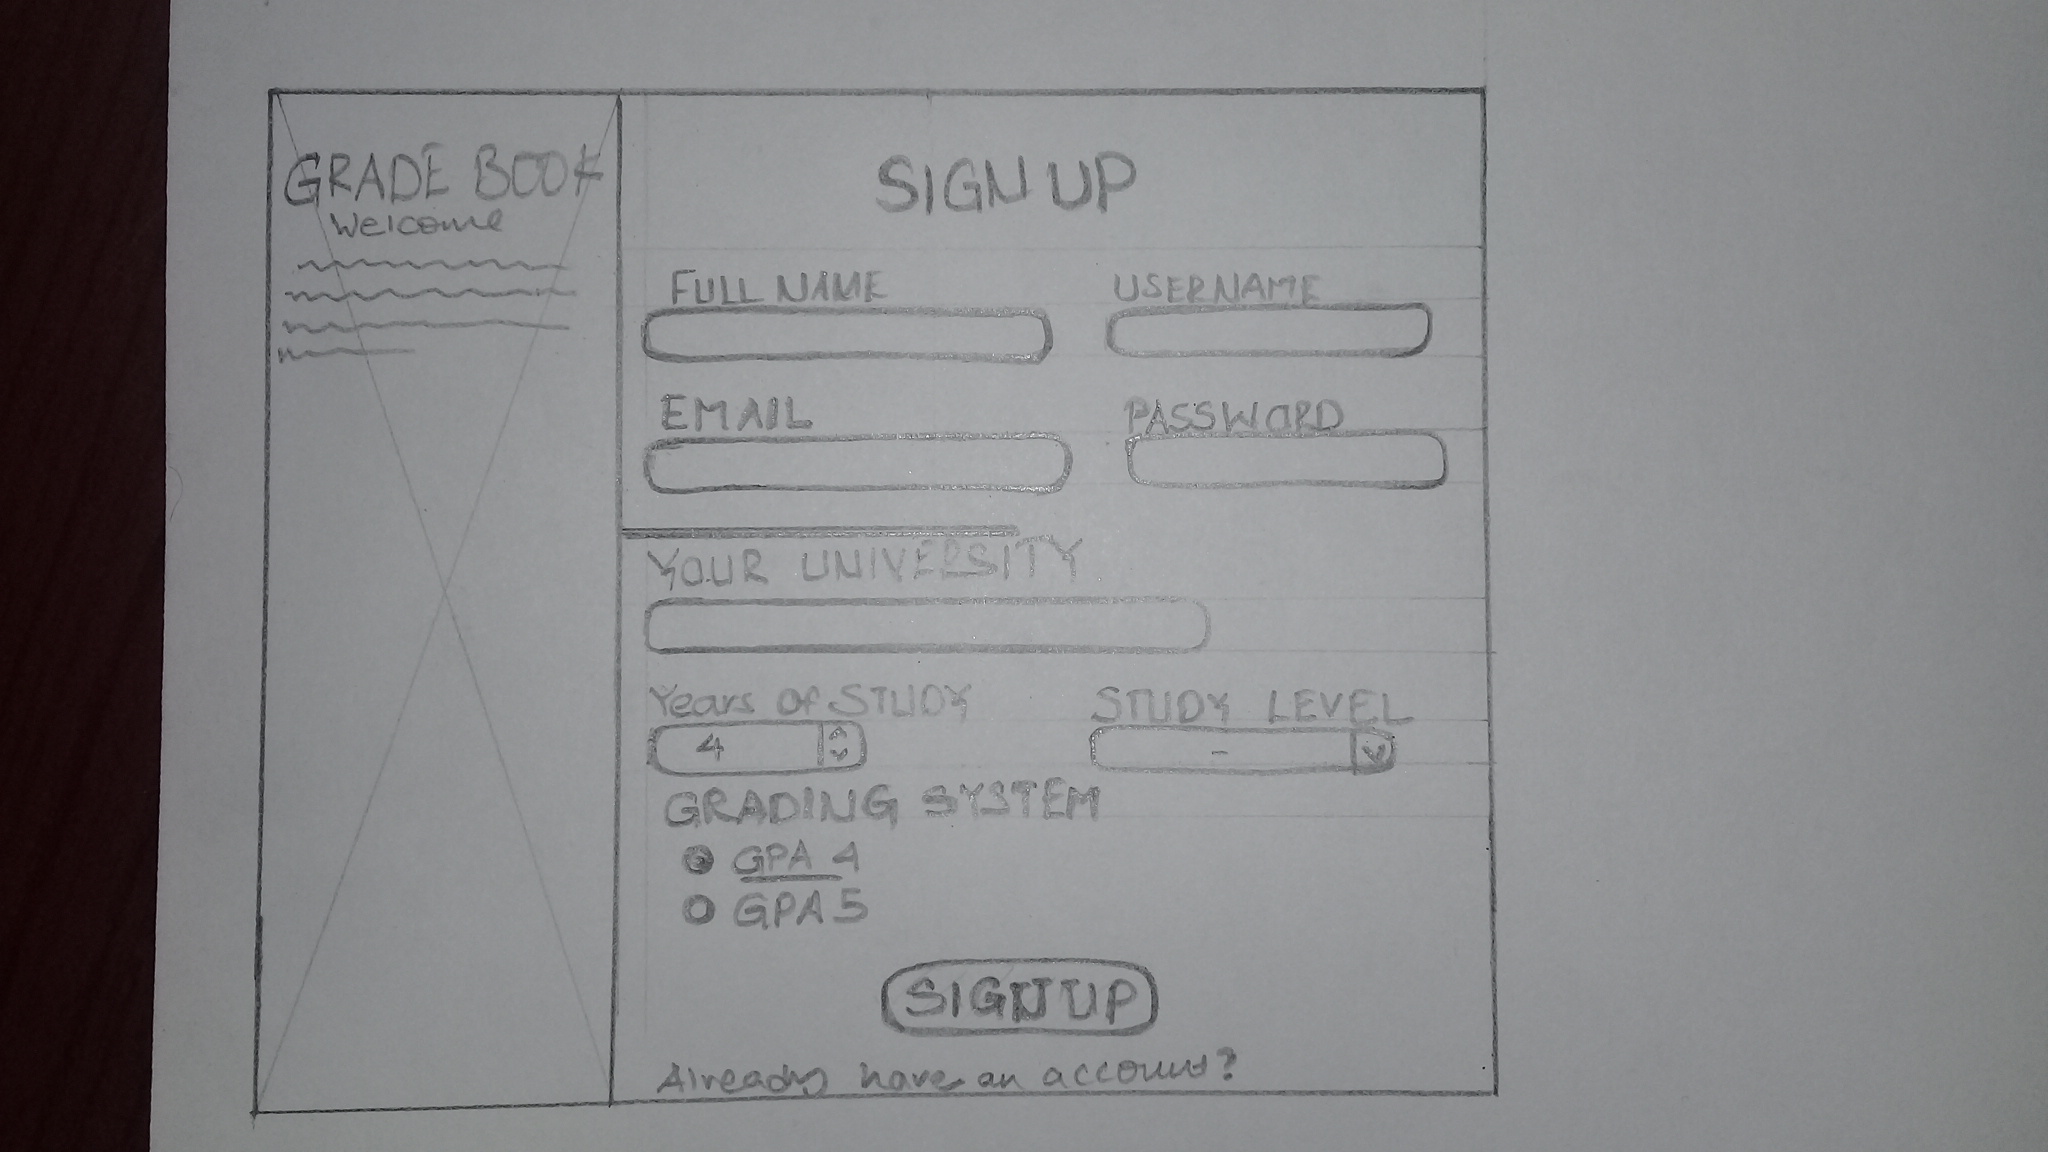 GRADE BOOK
Welcome
SIGN UP
FULL NAME
USERNAME
EMAIL
PASSWORD
YOUR UNIVERSITY
Years OF STUDY
STUDY LEVEL
4
-
GRADING SYSTEM
GPA 4
GPA 5
SIGN UP
Already have an account?